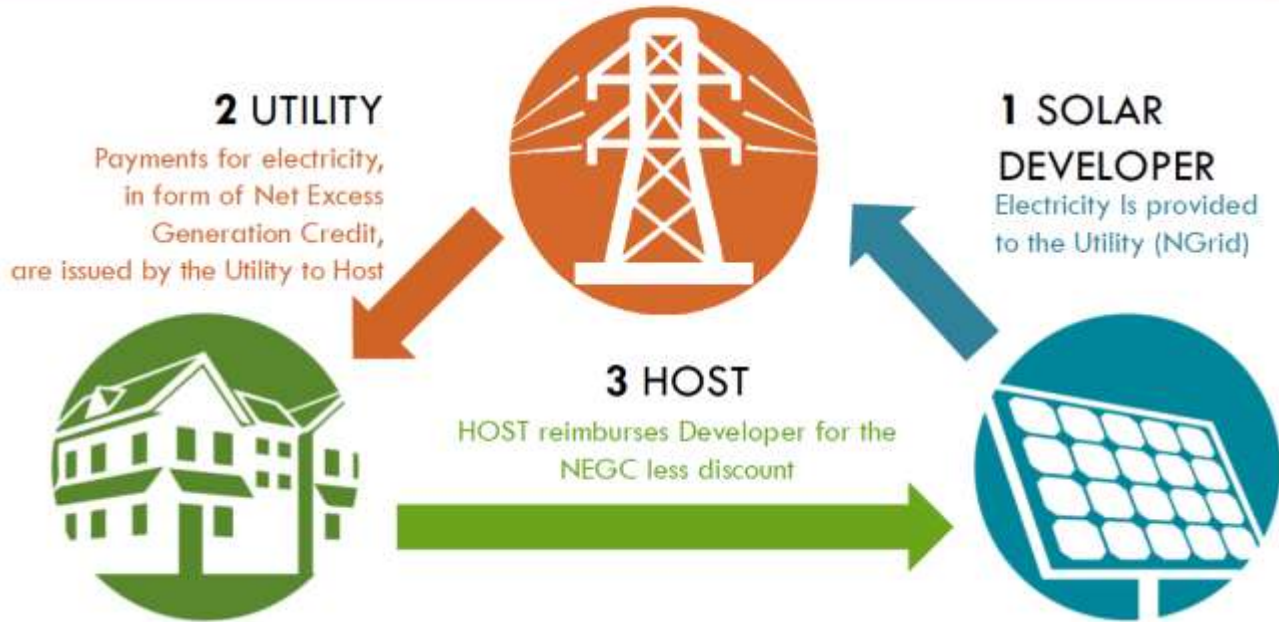 2 UTILITY
Payments for electricity,
in form of Net Excess
Generation Credit,
are issued by the Utility to Host
1 SOLAR
DEVELOPER
Electricity Is provided
to the Utility (NGrid)
3 HOST
HOST reimburses Developer for the
NEGC less discount